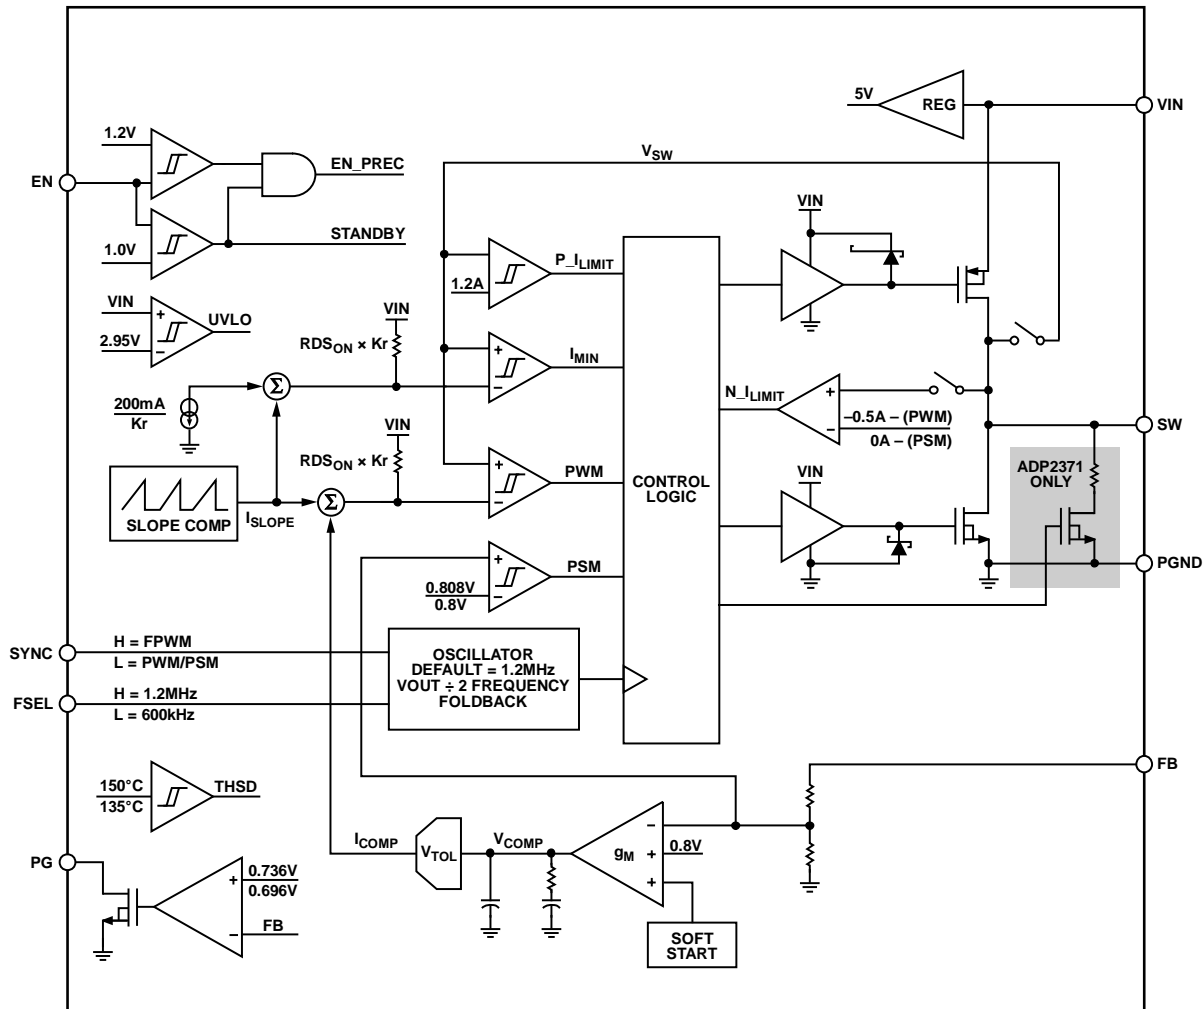 5V
REG
VIN
1.2V
EN_PREC
VSW
EN
VIN
1.0V
STANDBY
P_ILIMIT
1.2A
VIN
UVLO
2.95V
+
−
VIN
RDSON × Kr
+
−
IMIN
Σ
200mA
Kr
N_ILIMIT
+
−
−0.5A – (PWM)
0A – (PSM)
SW
VIN
RDSON × Kr
+
−
PWM
CONTROL
LOGIC
VIN
ADP2371
ONLY
SLOPE COMP
ISLOPE
Σ
+
−
PSM
0.808V
0.8V
PGND
SYNC
H = FPWM
L = PWM/PSM
OSCILLATOR
DEFAULT = 1.2MHz
VOUT ÷ 2 FREQUENCY
FOLDBACK
FSEL
H = 1.2MHz
L = 600kHz
FB
150°C
135°C
THSD
ICOMP
VTOL
VCOMP
gM
−
+
+
0.8V
PG
+
−
0.736V
0.696V
FB
SOFT
START